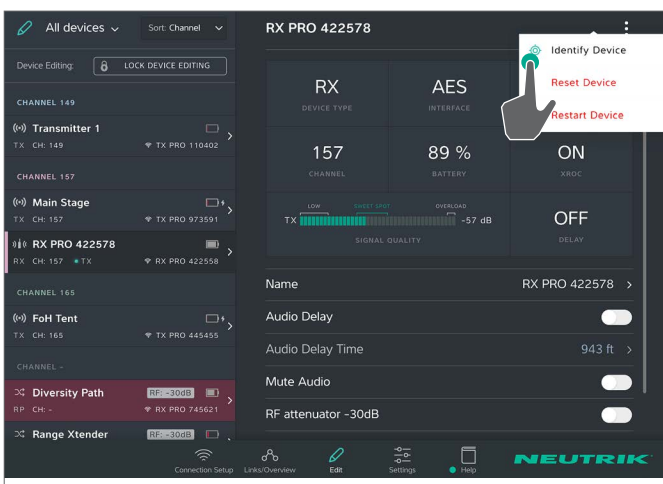 All devices
Sort: Channel
RX PRO 422578
Device Editing:
LOCK DEVICE EDITING
CHANNEL 149
Transmitter 1
TX CH: 149
TX PRO 110402
CHANNEL 157
Main Stage
TX CH: 157
TX PRO 973591
RX PRO 422578
RX CH: 157 TX
RX PRO 422558
CHANNEL 165
FoH Tent
TX CH: 165
TX PRO 445455
CHANNEL –
Diversity Path
RF: –30dB
RP CH: –
RX PRO 745621
Range Xtender
RF: –30dB
Identify Device
Reset Device
Restart Device
RX
DEVICE TYPE
AES
INTERFACE
157
CHANNEL
89 %
BATTERY
ON
XROC
LOW SWEET SPOT OVERLOAD
TX -57 dB
SIGNAL QUALITY
OFF
DELAY
Name RX PRO 422578
Audio Delay
Audio Delay Time 943 ft
Mute Audio
RF attenuator –30dB
Connection Setup
Links/Overview
Edit
Settings
Help
NEUTRIK